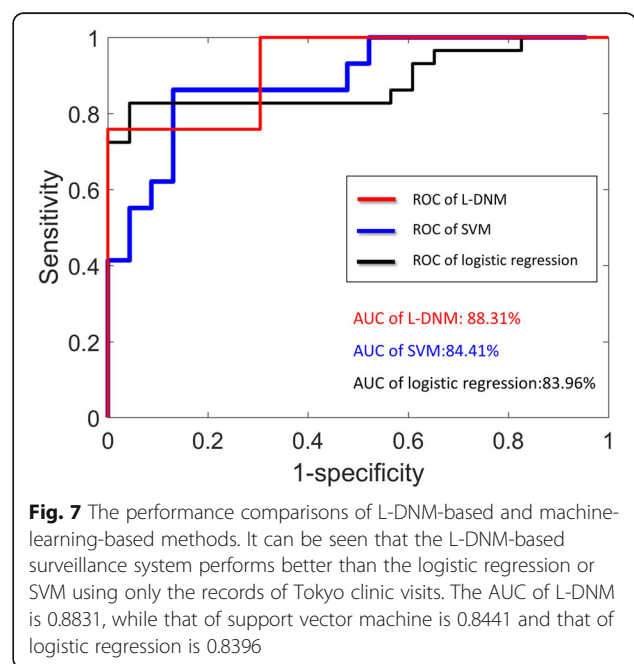 1
0.8
0.6
0.4
0.2
0
Sensitivity
ROC of L-DNM
ROC of SVM
ROC of logistic regression
AUC of L-DNM: 88.31%
AUC of SVM:84.41%
AUC of logistic regression:83.96%
0 0.2 0.4 0.6 0.8 1
1-specificity
Fig. 7 The performance comparisons of L-DNM-based and machine-
learning-based methods. It can be seen that the L-DNM-based
surveillance system performs better than the logistic regression or
SVM using only the records of Tokyo clinic visits. The AUC of L-DNM
is 0.8831, while that of support vector machine is 0.8441 and that of
logistic regression is 0.8396